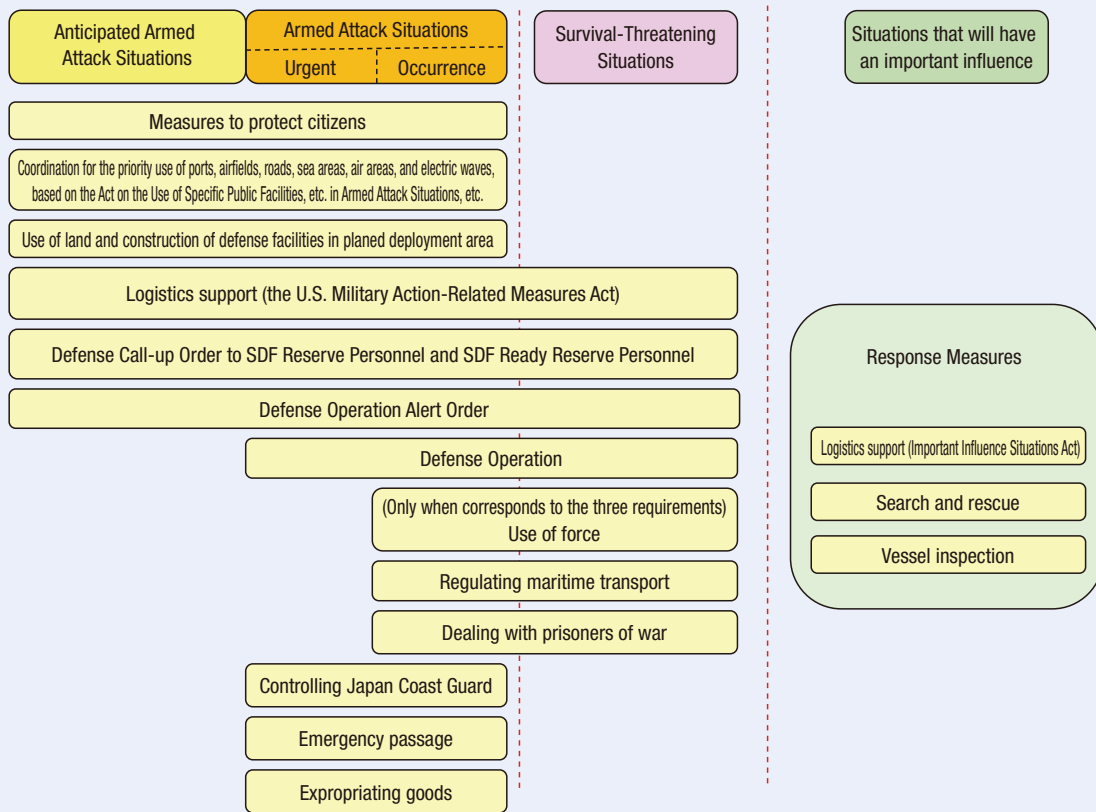 Anticipated Armed
Attack Situations
Armed Attack Situations
Urgent
Occurrence
Survival-Threatening
Situations
Situations that will have
an important influence
Measures to protect citizens
Coordination for the priority use of ports, airfields, roads, sea areas, air areas, and electric waves,
based on the Act on the Use of Specific Public Facilities, etc. in Armed Attack Situations, etc.
Use of land and construction of defense facilities in planed deployment area
Logistics support (the U.S. Military Action-Related Measures Act)
Defense Call-up Order to SDF Reserve Personnel and SDF Ready Reserve Personnel
Defense Operation Alert Order
Defense Operation
(Only when corresponds to the three requirements)
Use of force
Regulating maritime transport
Dealing with prisoners of war
Controlling Japan Coast Guard
Emergency passage
Expropriating goods
Response Measures
Logistics support (Important Influence Situations Act)
Search and rescue
Vessel inspection